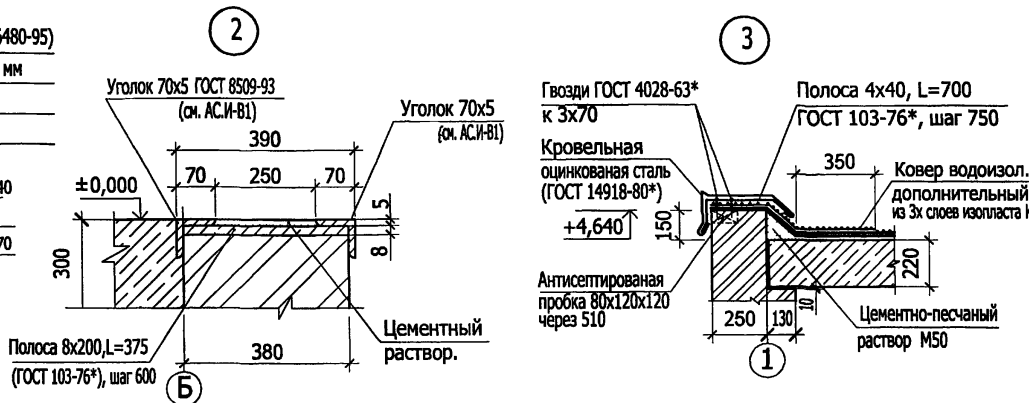 6480-95)
мм
40
70
2
Уголок 70х5 ГОСТ 8509-93
(см. АС.И-В1)
Уголок 70х5
(см. АС.И-В1)
390
70
250
70
±0,000
5
8
300
Полоса 8х200,L=375
(ГОСТ 103-76*), шаг 600
380
Цементный
раствор.
Б
3
Гвозди ГОСТ 4028-63*
к 3х70
Полоса 4х40, L=700
ГОСТ 103-76*, шаг 750
Кровельная
оцинкованая сталь
(ГОСТ 14918-80*)
350
Ковер водоизол.
дополнительный
из 3х слоев изопласта
+4,640
150
220
Антисептированая
пробка 80х120х120
через 510
250
130
10
Цементно-песчаный
раствор М50
1